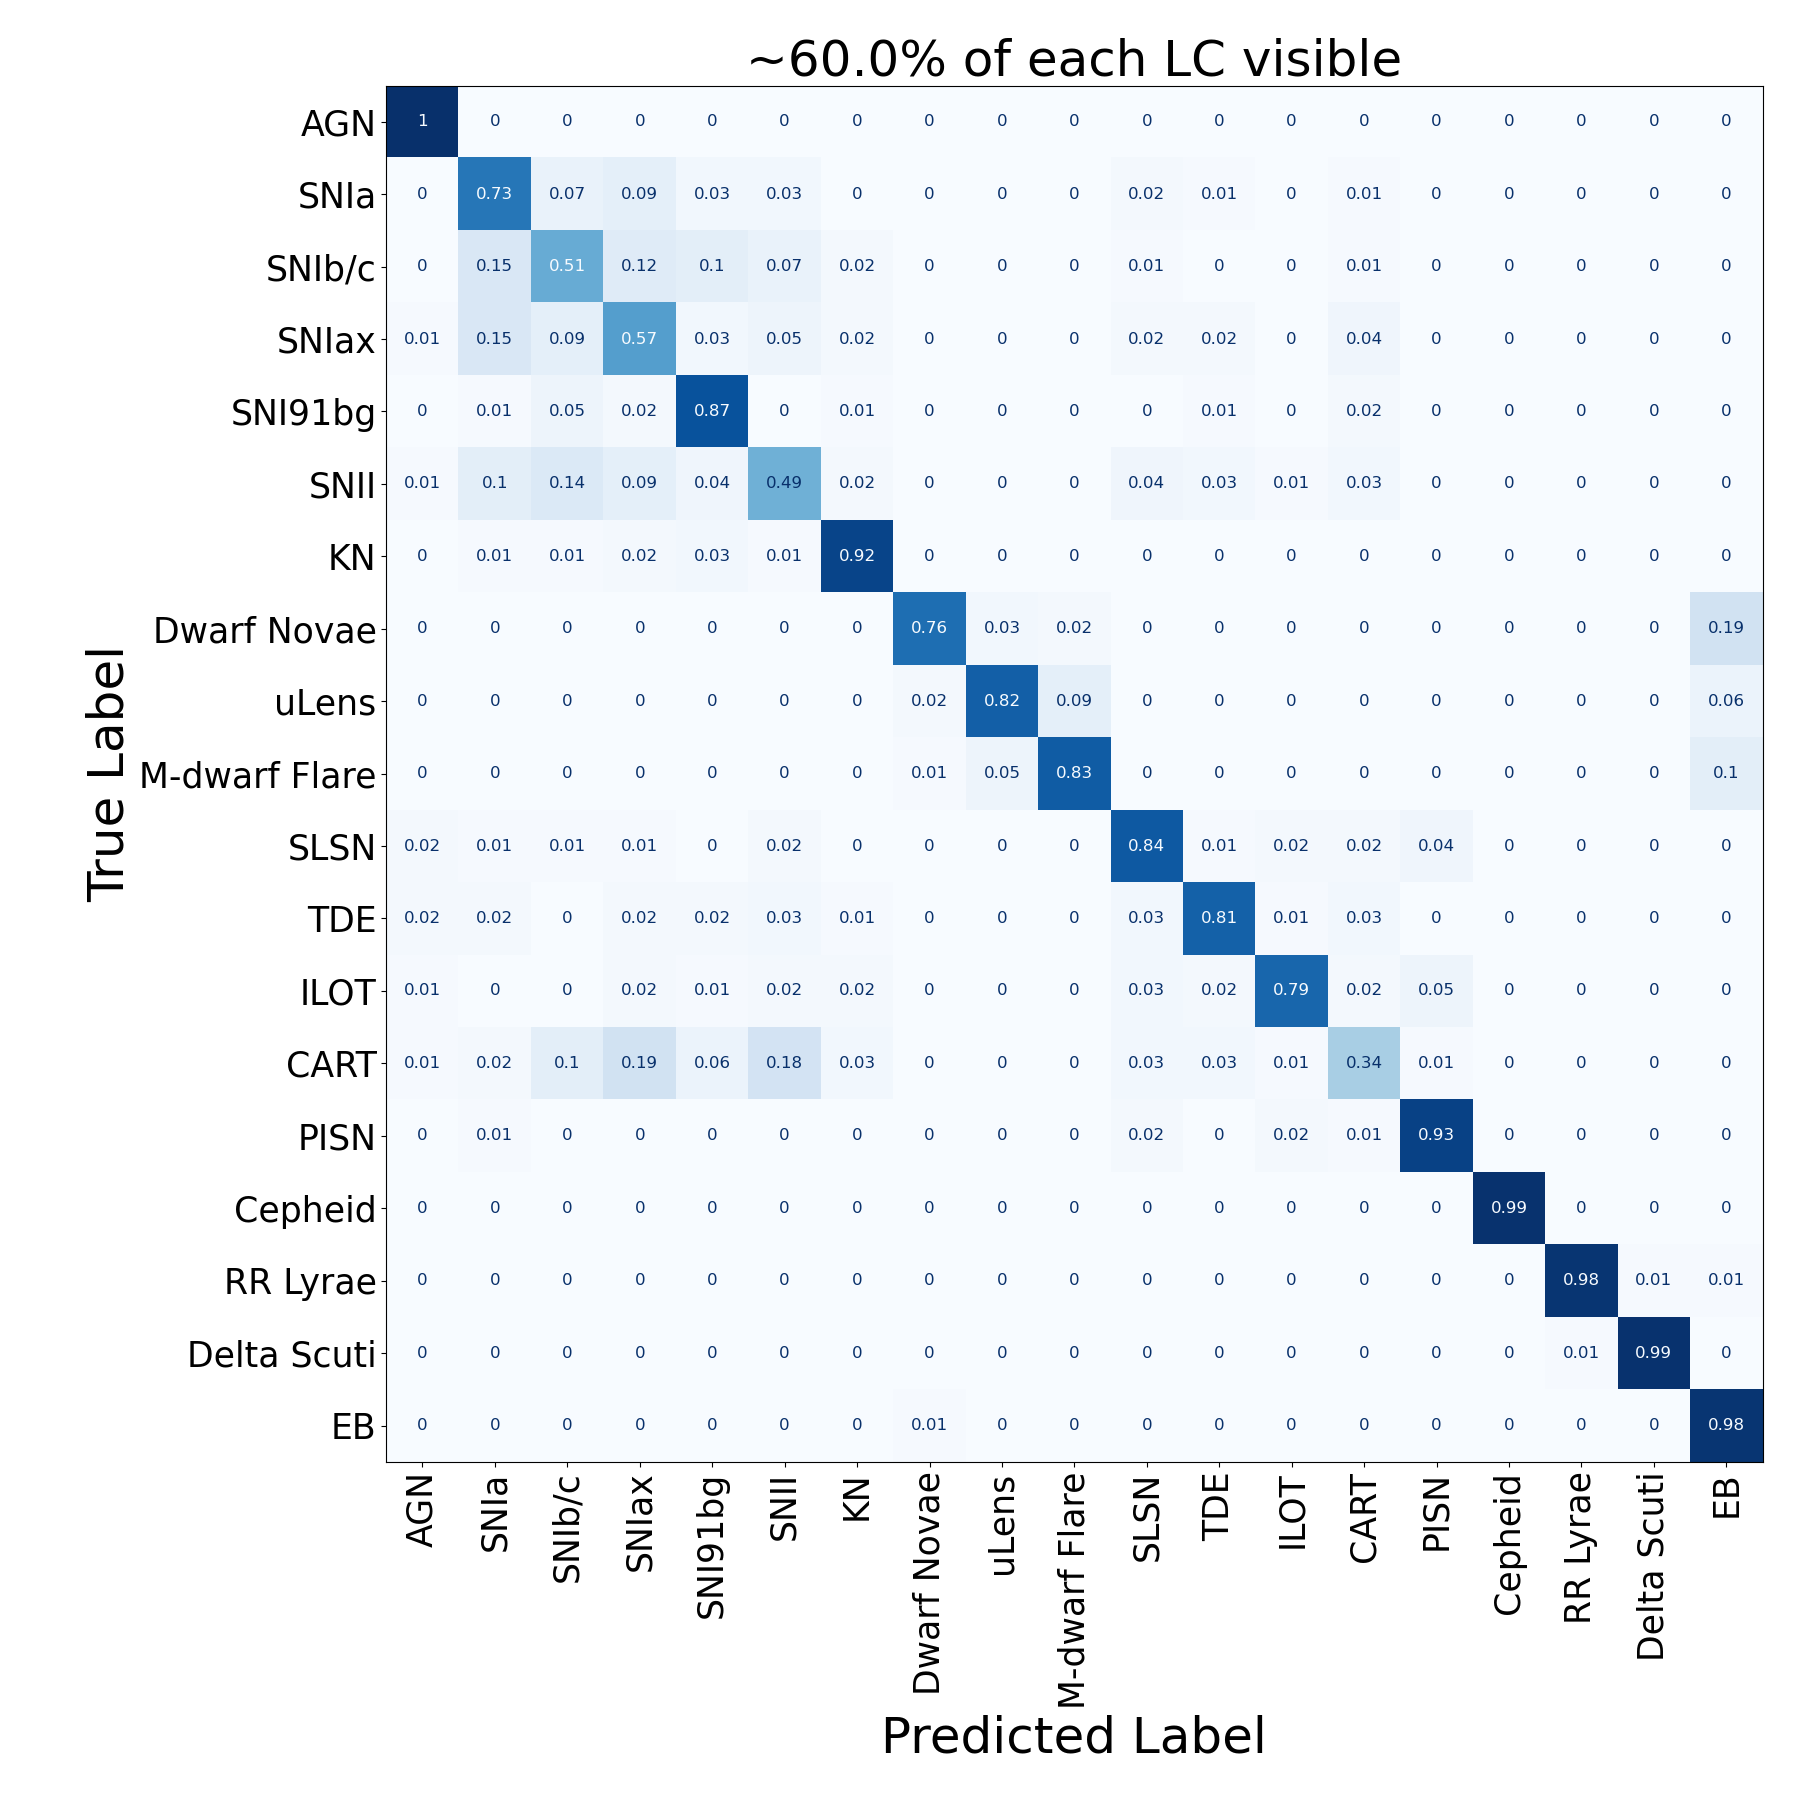 ~60.0% of each LC visible
AGN 1 0 0 0 0 0 0 0 0 0 0 0 0 0 0 0 0 0 0
SNIa 0 0.73 0.07 0.09 0.03 0.03 0 0 0 0 0.02 0.01 0 0.01 0 0 0 0 0
SNIb/c 0 0.15 0.51 0.12 0.1 0.07 0.02 0 0 0 0.01 0 0 0.01 0 0 0 0 0
SNIax 0.01 0.15 0.09 0.57 0.03 0.05 0.02 0 0 0 0.02 0.02 0 0.04 0 0 0 0 0
SNI91bg 0 0.01 0.05 0.02 0.87 0 0.01 0 0 0 0 0.01 0 0.02 0 0 0 0 0
SNII 0.01 0.1 0.14 0.09 0.04 0.49 0.02 0 0 0 0.04 0.03 0.01 0.03 0 0 0 0 0
KN 0 0.01 0.01 0.02 0.03 0.01 0.92 0 0 0 0 0 0 0 0 0 0 0 0
Dwarf Novae 0 0 0 0 0 0 0 0.76 0.03 0.02 0 0 0 0 0 0 0 0 0.19
uLens 0 0 0 0 0 0 0 0.02 0.82 0.09 0 0 0 0 0 0 0 0 0.06
M-dwarf Flare 0 0 0 0 0 0 0 0.01 0.05 0.83 0 0 0 0 0 0 0 0 0.1
SLSN 0.02 0.01 0.01 0.01 0 0.02 0 0 0 0 0.84 0.01 0.02 0.02 0.04 0 0 0 0
TDE 0.02 0.02 0 0.02 0.02 0.03 0.01 0 0 0 0.03 0.81 0.01 0.03 0 0 0 0 0
ILOT 0.01 0 0 0.02 0.01 0.02 0.02 0 0 0 0.03 0.02 0.79 0.02 0.05 0 0 0 0
CART 0.01 0.02 0.1 0.19 0.06 0.18 0.03 0 0 0 0.03 0.03 0.01 0.34 0.01 0 0 0 0
PISN 0 0.01 0 0 0 0 0 0 0 0 0.02 0 0.02 0.01 0.93 0 0 0 0
Cepheid 0 0 0 0 0 0 0 0 0 0 0 0 0 0 0 0.99 0 0 0
RR Lyrae 0 0 0 0 0 0 0 0 0 0 0 0 0 0 0 0 0.98 0.01 0.01
Delta Scuti 0 0 0 0 0 0 0 0 0 0 0 0 0 0 0 0 0.01 0.99 0
EB 0 0 0 0 0 0 0 0.01 0 0 0 0 0 0 0 0 0 0 0.98
True Label
AGN SNIa SNIb/c SNIax SNI91bg SNII KN Dwarf Novae uLens M-dwarf Flare SLSN TDE ILOT CART PISN Cepheid RR Lyrae Delta Scuti EB
Predicted Label